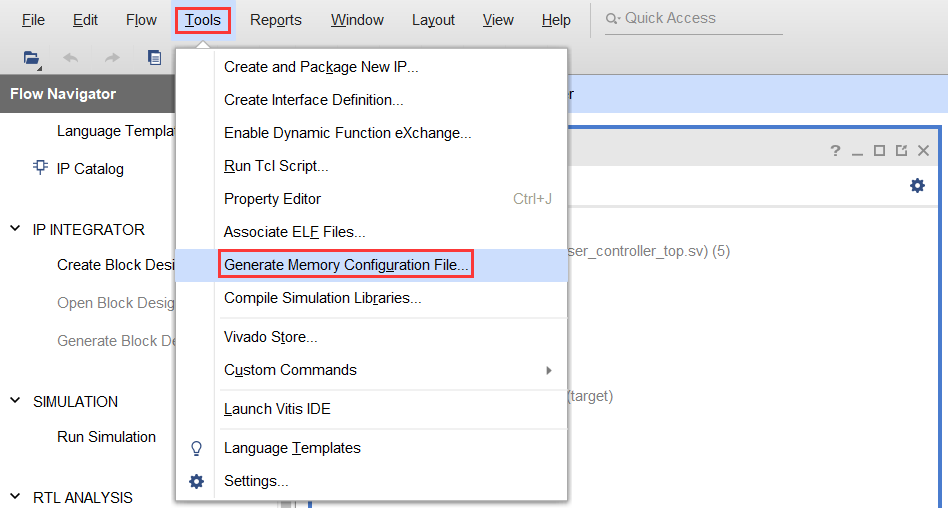 File Edit Flow Tools Reports Window Layout View Help Quick Access
Flow Navigator
Language Templa
IP Catalog
IP INTEGRATOR
Create Block Desi
Open Block Desig
Generate Block De
SIMULATION
Run Simulation
RTL ANALYSIS
Create and Package New IP...
Create Interface Definition...
Enable Dynamic Function eXchange...
Run Tcl Script...
Property Editor Ctrl+J
Associate ELF Files...
Generate Memory Configuration File...
Compile Simulation Libraries...
Vivado Store...
Custom Commands
Launch Vitis IDE
Language Templates
Settings...
er
?
ser_controller_top.sv) (5)
(target)